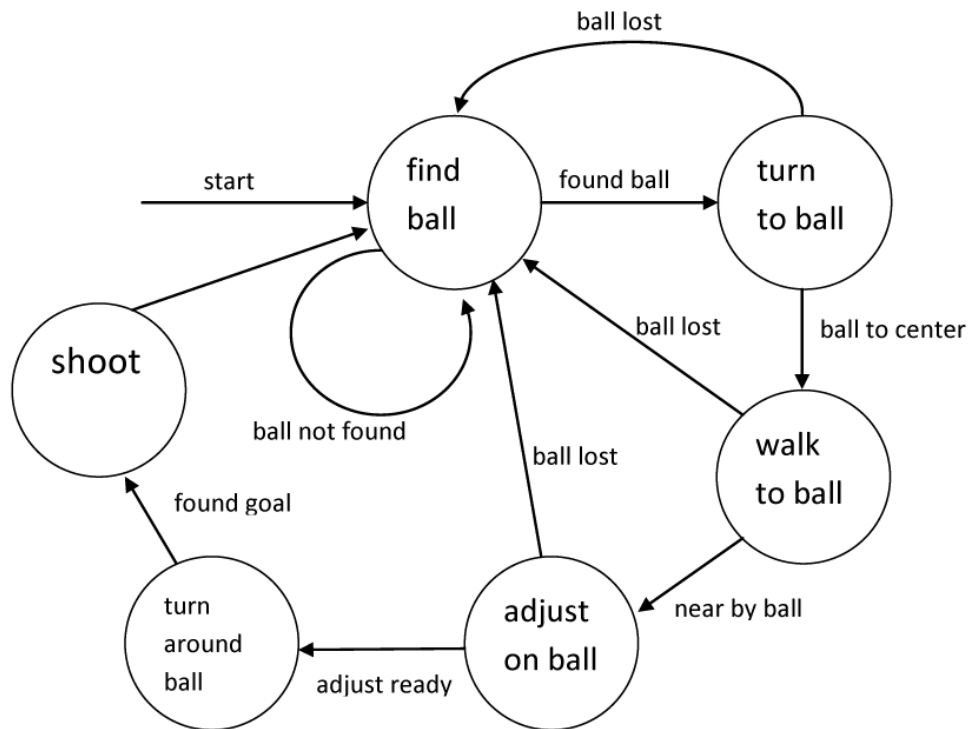 ball lost
find
ball
found ball
turn
to ball
start
ball lost
ball to center
shoot
ball not found
ball lost
walk
to ball
found goal
near by ball
turn
around
ball
adjust
on ball
adjust ready